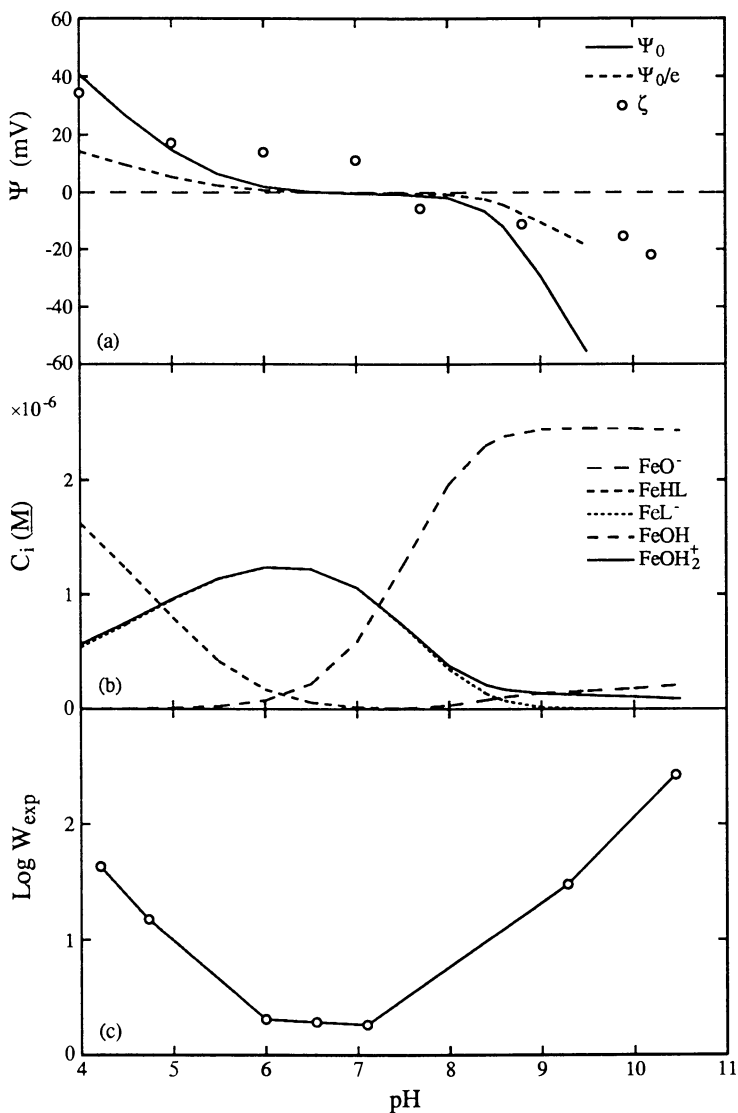 60
40
20
0
-20
-40
-60
Ψ (mV)
Ψ₀
Ψ₀/e
ζ
(a)
×10⁻⁶
2
1
0
Cᵢ (M)
FeO⁻
FeHL
FeL⁻
FeOH
FeOH₂⁺
(b)
2
1
0
Log Wexp
(c)
4 5 6 7 8 9 10 11
pH